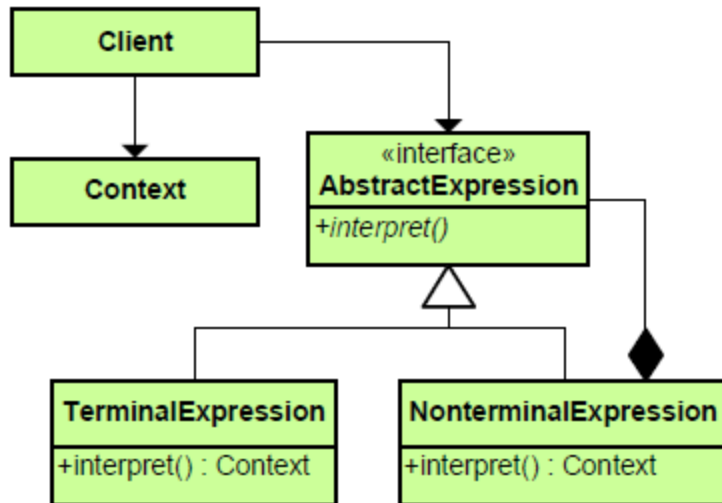 Client
Context
«interface»
AbstractExpression
+interpret()
TerminalExpression
+interpret() : Context
NonterminalExpression
+interpret() : Context